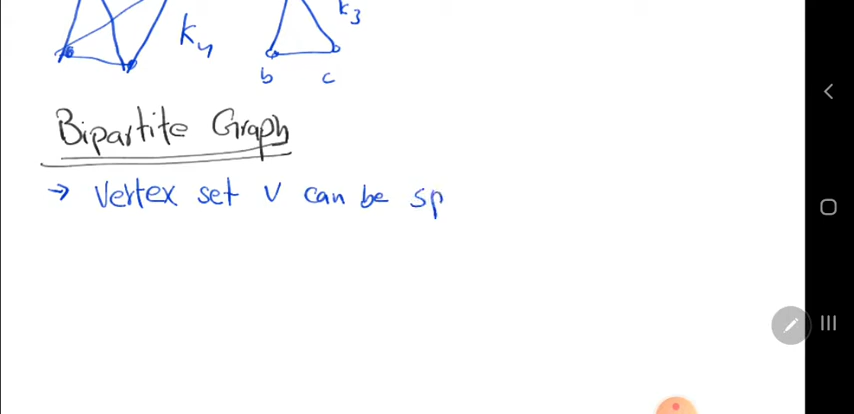 K4 K3
b c
Bipartite Graph
→ Vertex set V can be sp